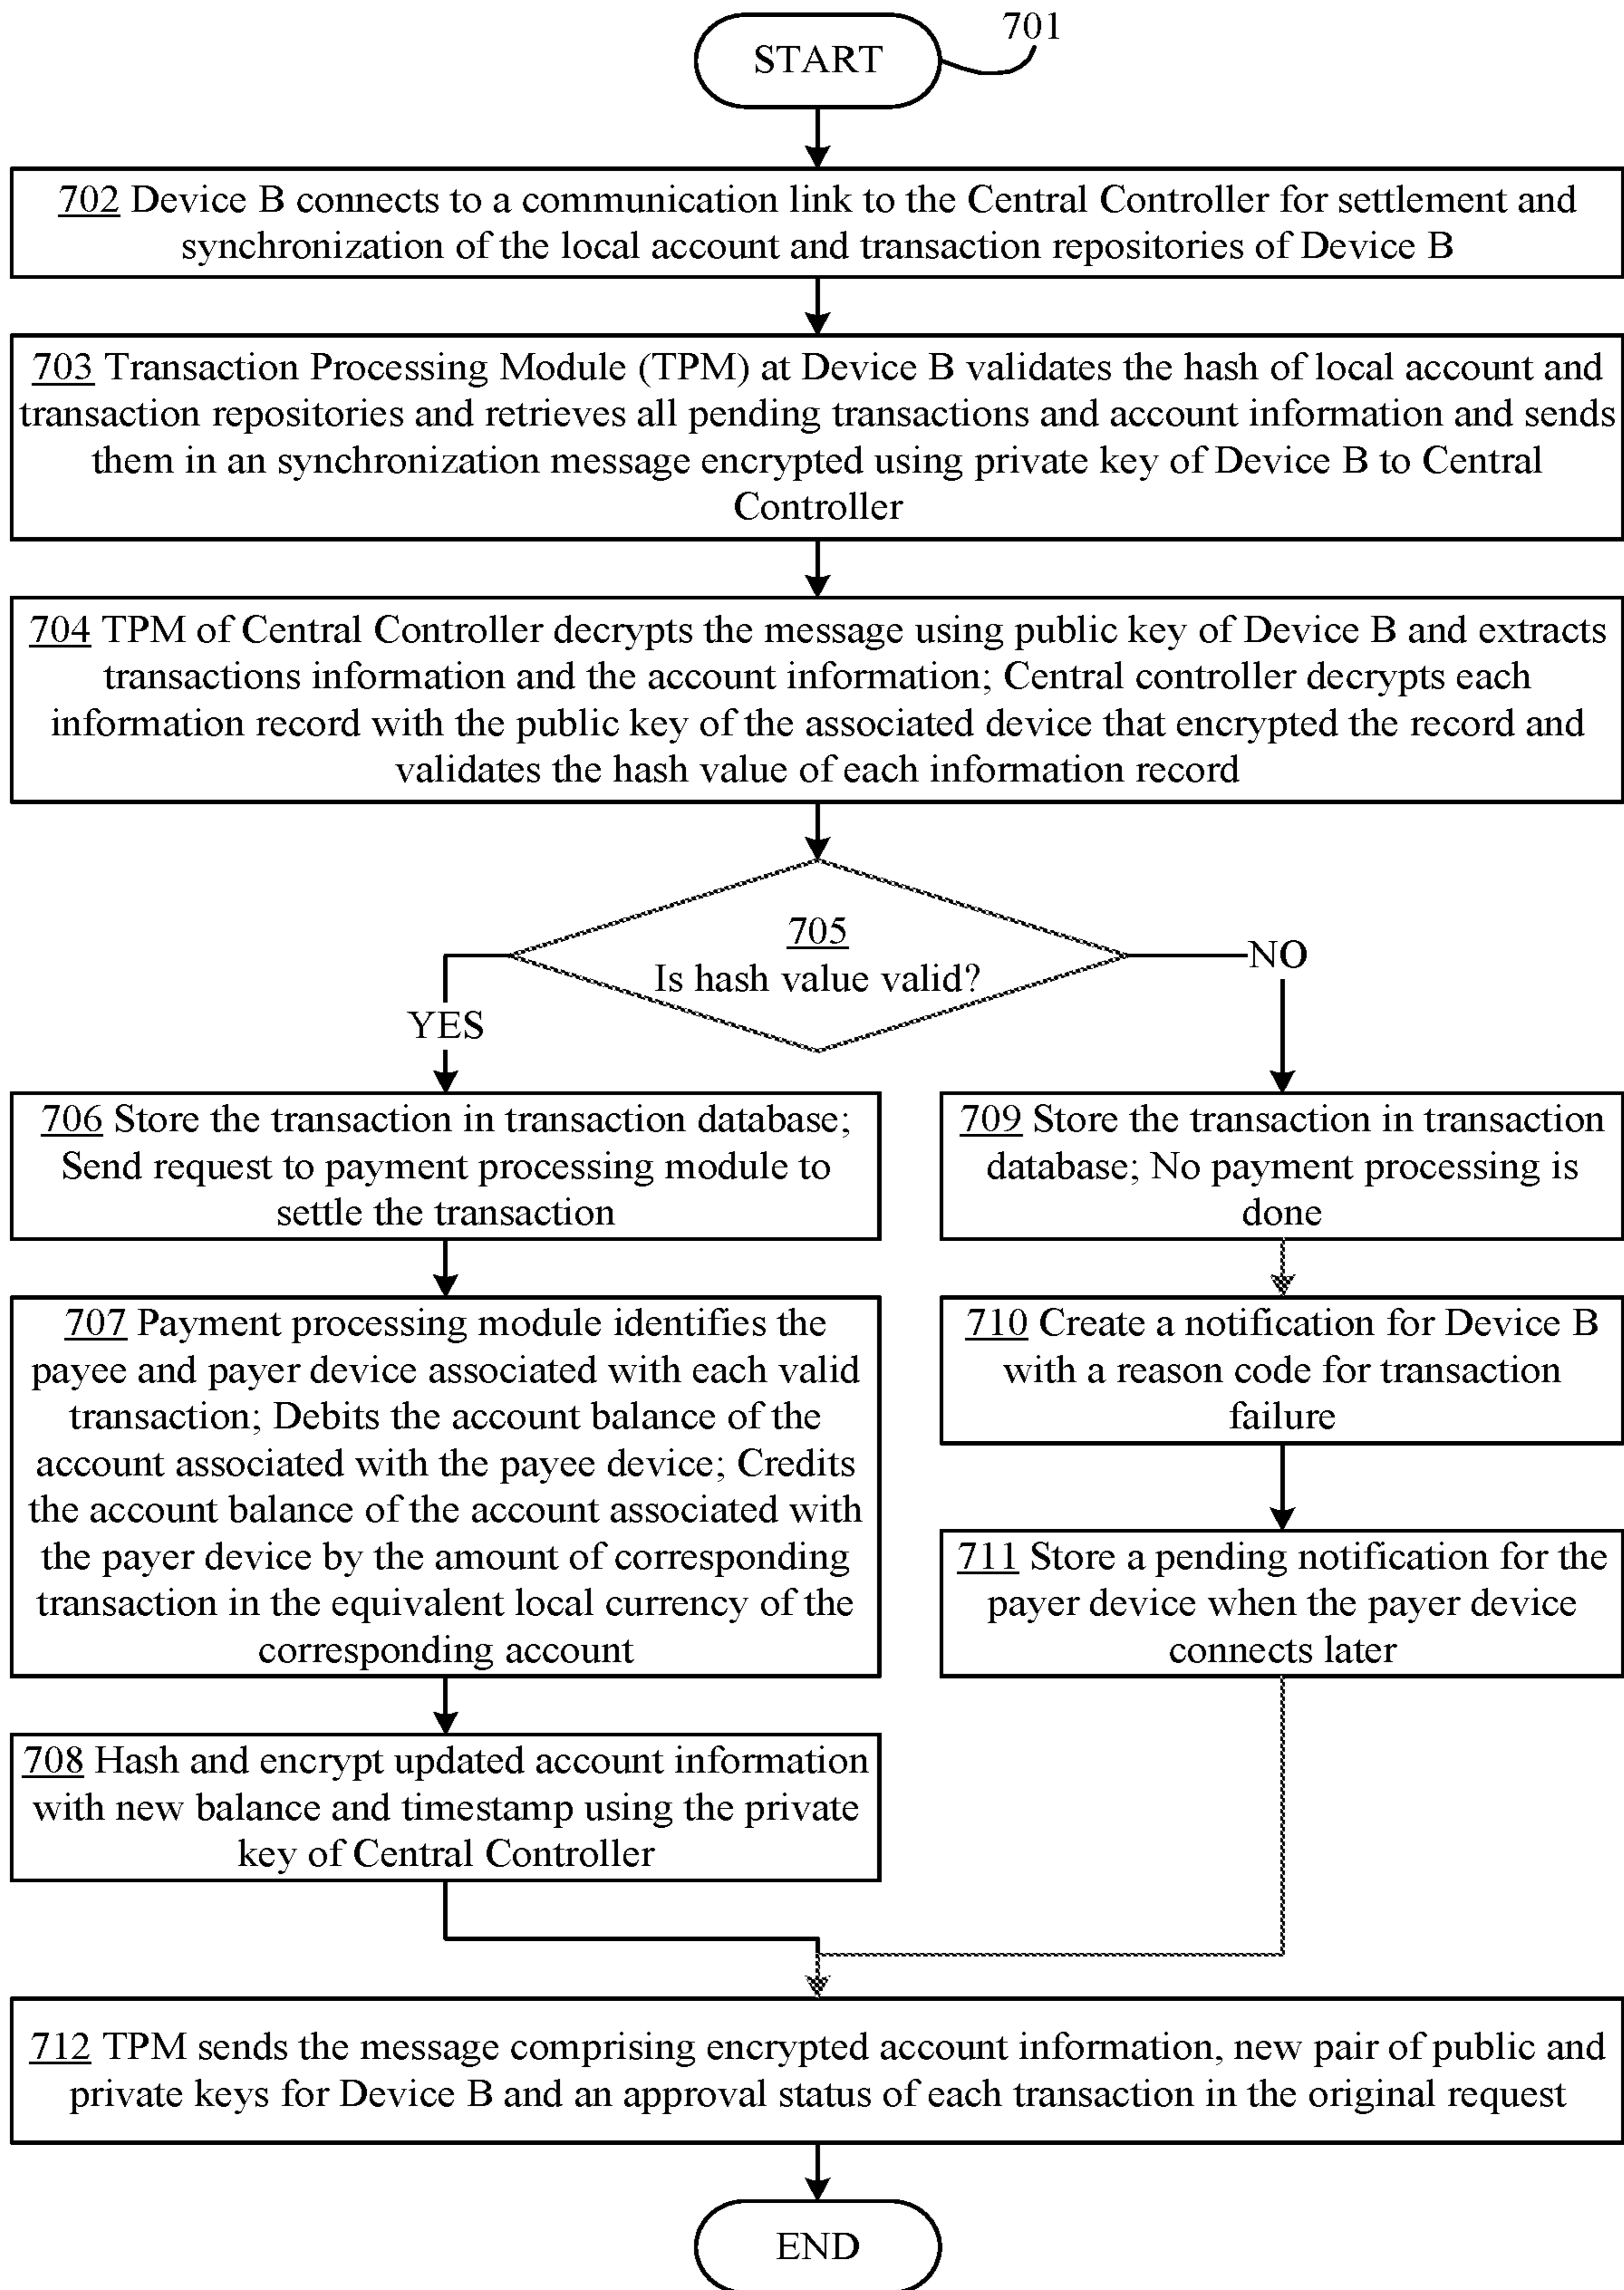 START
701
702 Device B connects to a communication link to the Central Controller for settlement and
synchronization of the local account and transaction repositories of Device B
703 Transaction Processing Module (TPM) at Device B validates the hash of local account and
transaction repositories and retrieves all pending transactions and account information and sends
them in an synchronization message encrypted using private key of Device B to Central
Controller
704 TPM of Central Controller decrypts the message using public key of Device B and extracts
transactions information and the account information; Central controller decrypts each
information record with the public key of the associated device that encrypted the record and
validates the hash value of each information record
705
Is hash value valid?
YES
NO
706 Store the transaction in transaction database;
Send request to payment processing module to
settle the transaction
707 Payment processing module identifies the
payee and payer device associated with each valid
transaction; Debits the account balance of the
account associated with the payee device; Credits
the account balance of the account associated with
the payer device by the amount of corresponding
transaction in the equivalent local currency of the
corresponding account
708 Hash and encrypt updated account information
with new balance and timestamp using the private
key of Central Controller
709 Store the transaction in transaction
database; No payment processing is
done
710 Create a notification for Device B
with a reason code for transaction
failure
711 Store a pending notification for the
payer device when the payer device
connects later
712 TPM sends the message comprising encrypted account information, new pair of public and
private keys for Device B and an approval status of each transaction in the original request
END